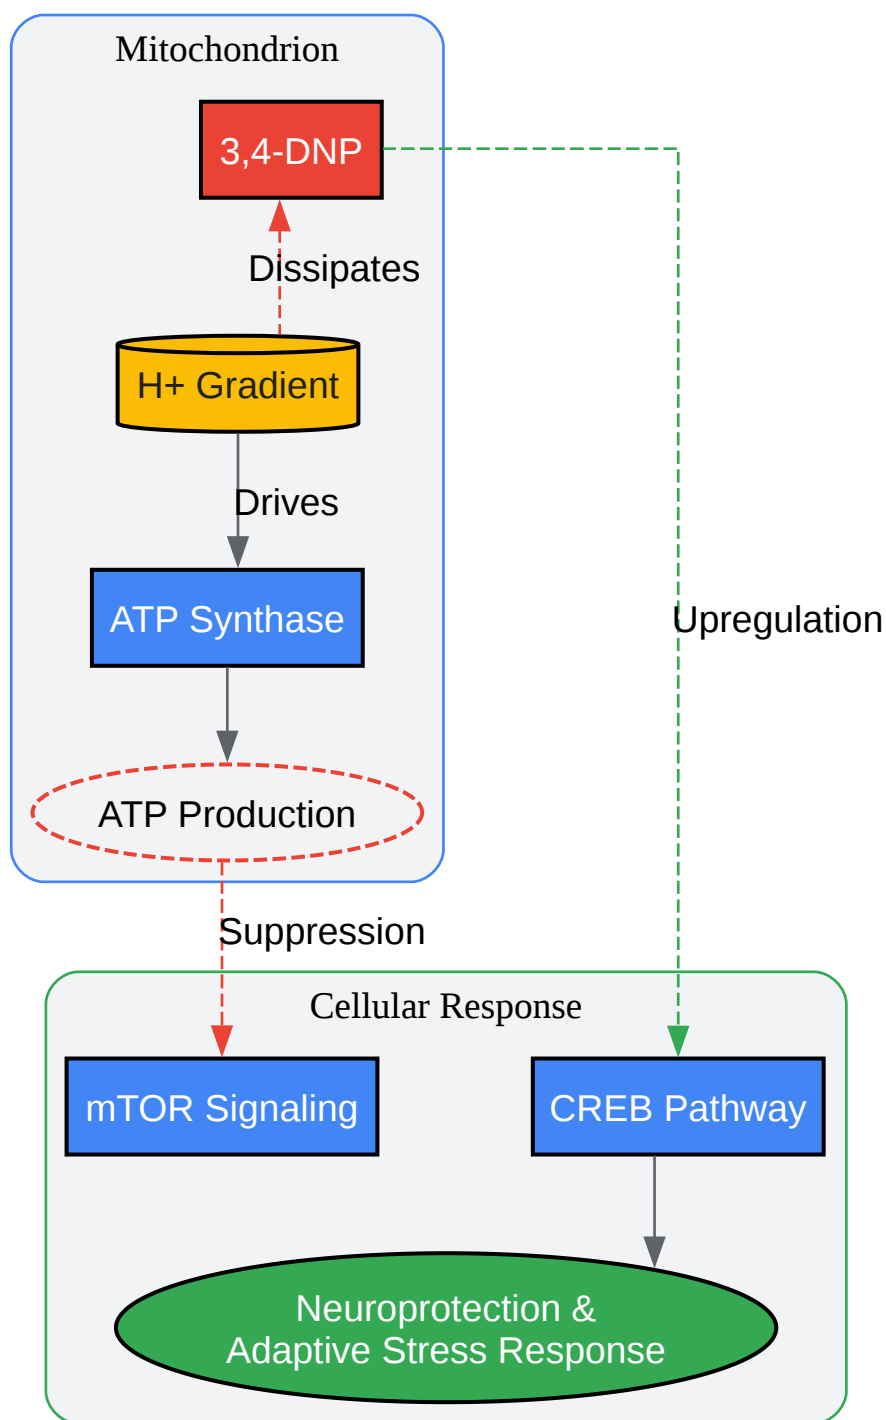 Mitochondrion
3,4-DNP
Dissipates
H+ Gradient
Drives
ATP Synthase
Upregulation
ATP Production
Suppression
Cellular Response
mTOR Signaling
CREB Pathway
Neuroprotection &
Adaptive Stress Response